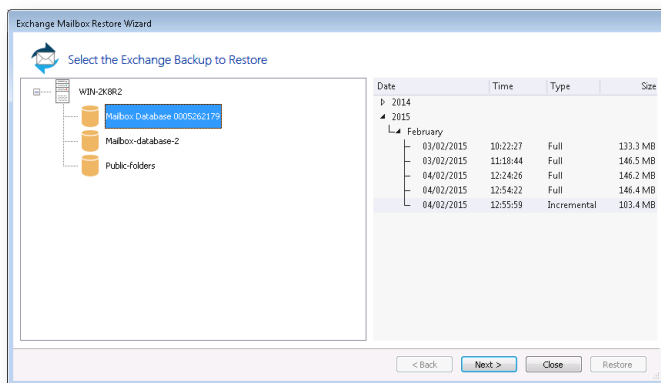 Exchange Mailbox Restore Wizard
Select the Exchange Backup to Restore
WIN-2K8R2
Mailbox Database 0005262179
Mailbox-database-2
Public-folders
Date Time Type Size
2014
2015
February
03/02/2015 10:22:27 Full 133.3 MB
03/02/2015 11:18:44 Full 146.5 MB
04/02/2015 12:24:26 Full 146.2 MB
04/02/2015 12:54:22 Full 146.4 MB
04/02/2015 12:55:59 Incremental 103.4 MB
< Back Next > Close Restore